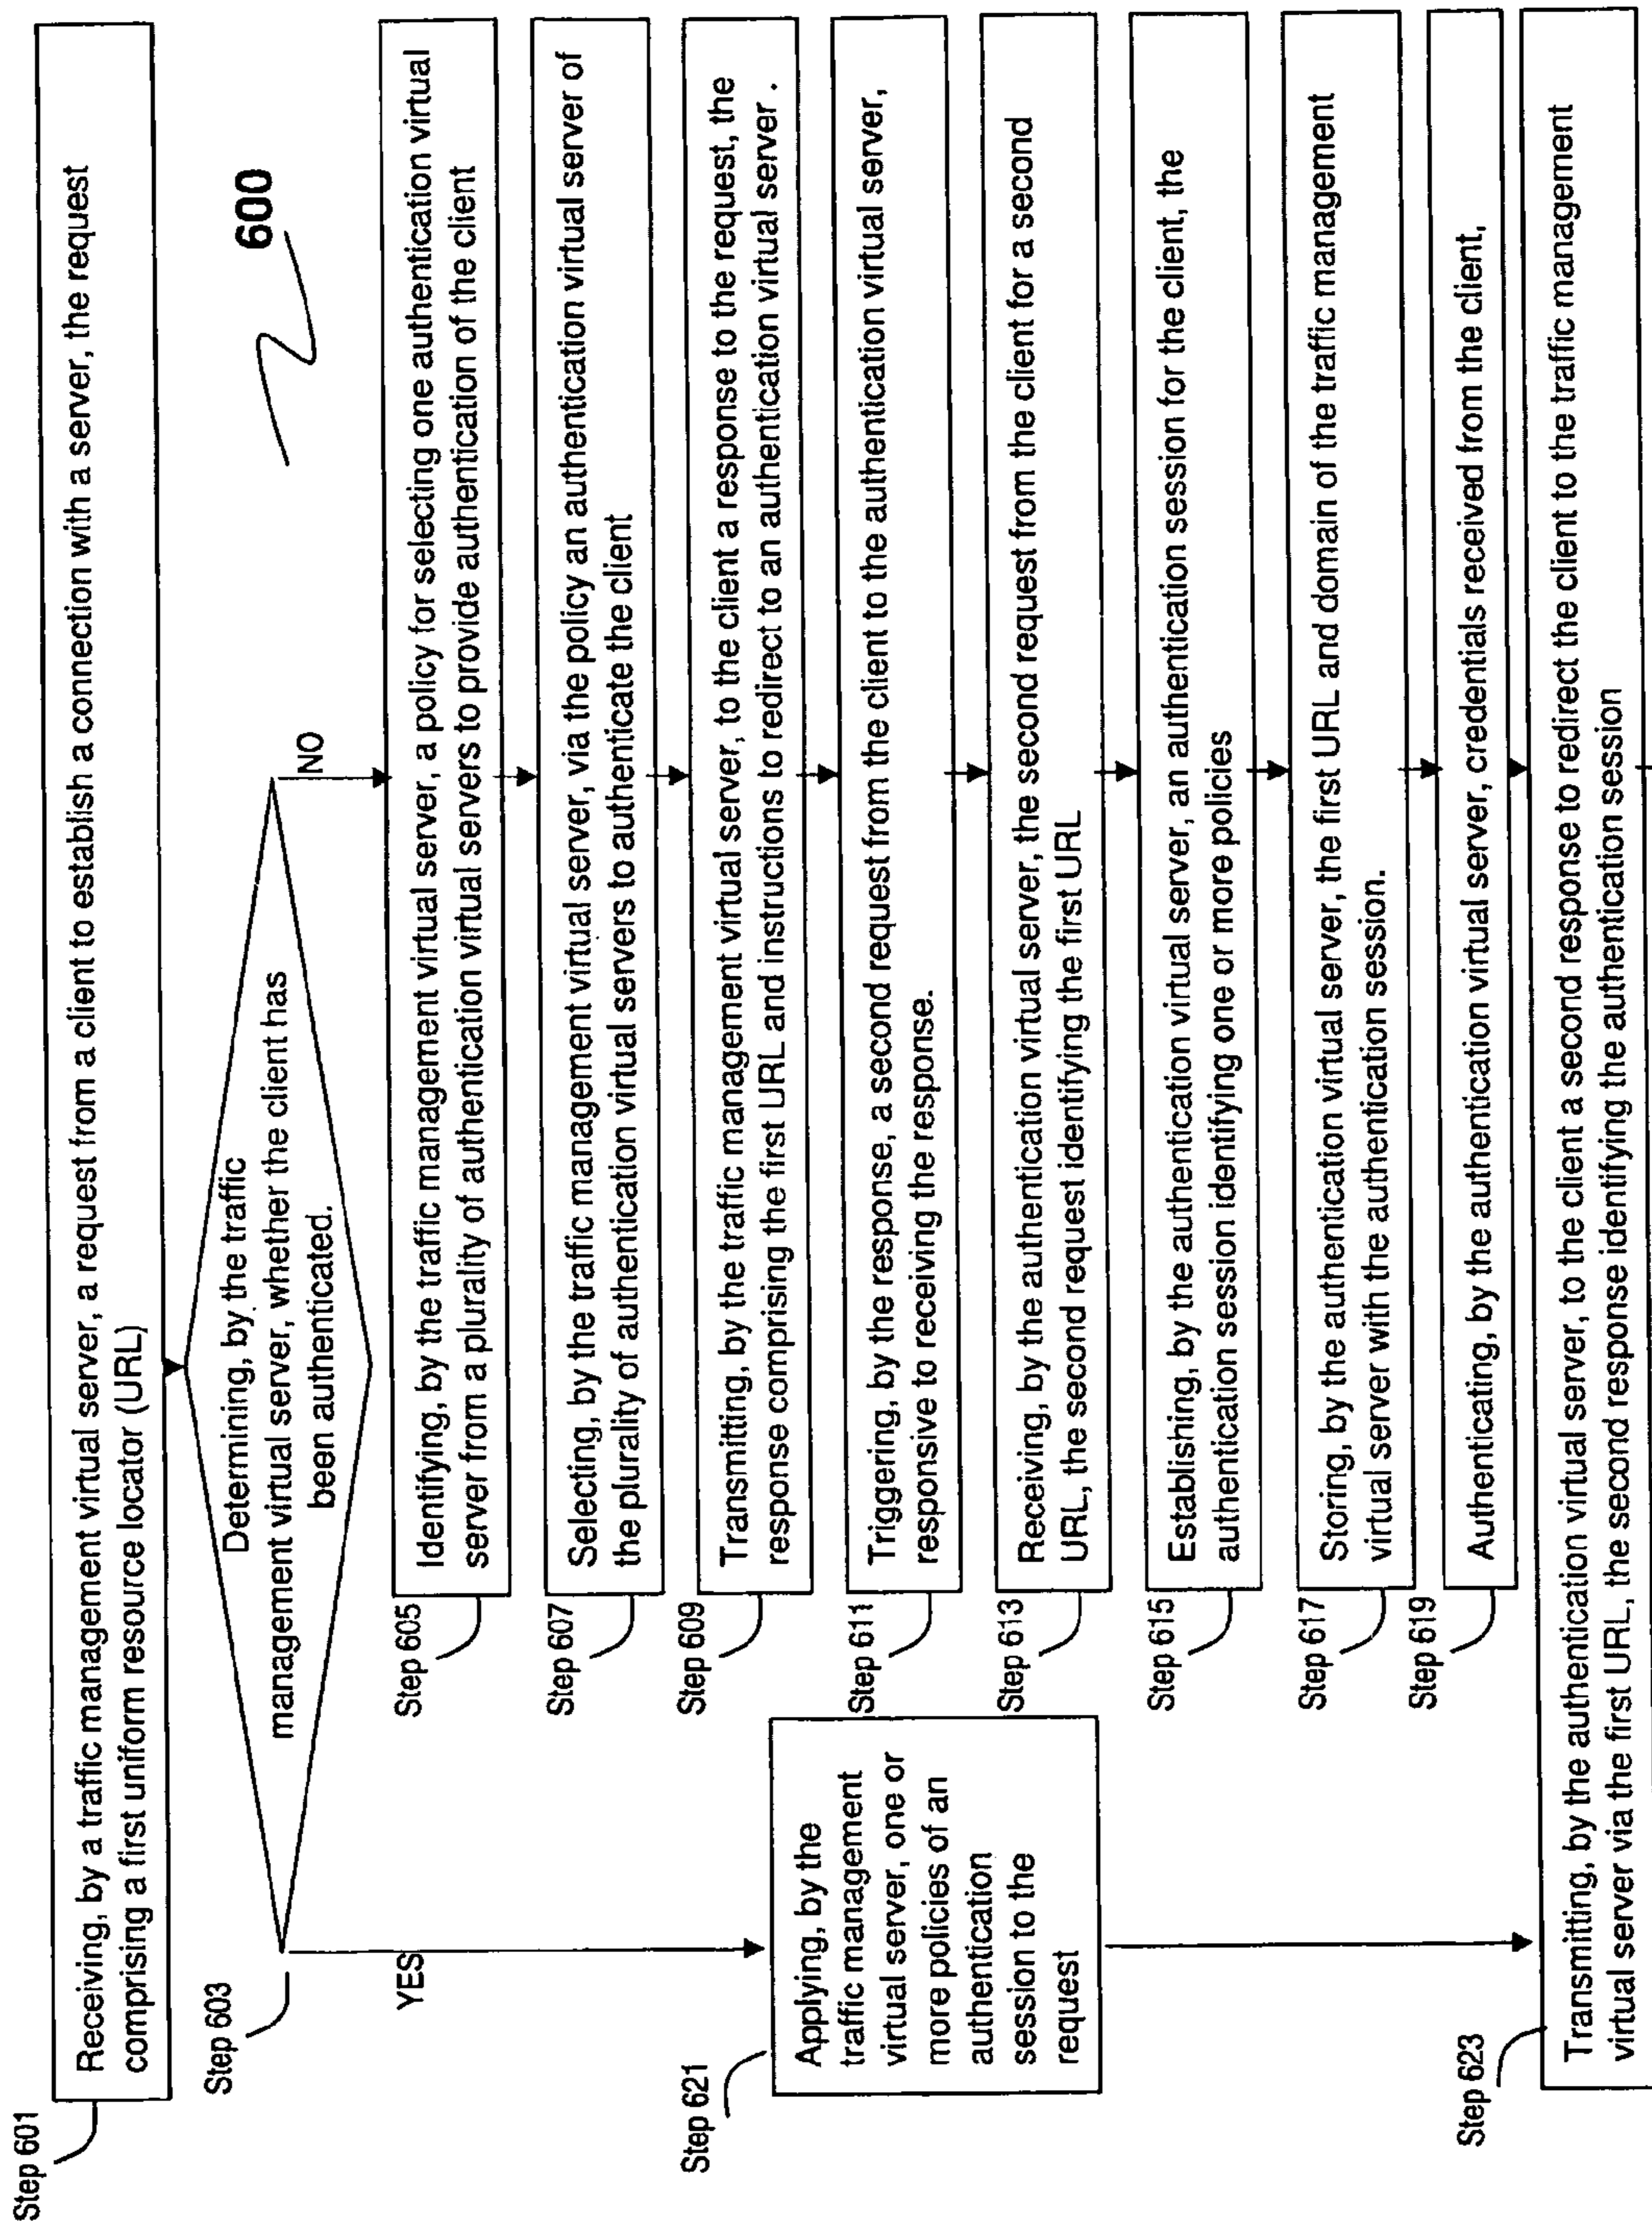 Step 601
Receiving, by a traffic management virtual server, a request from a client to establish a connection with a server, the request
comprising a first uniform resource locator (URL)
600
Step 603
Determining, by the traffic
management virtual server, whether the client has
been authenticated.
NO
YES
Step 605
Identifying, by the traffic management virtual server, a policy for selecting one authentication virtual
server from a plurality of authentication virtual servers to provide authentication of the client
Step 607
Selecting, by the traffic management virtual server, via the policy an authentication virtual server of
the plurality of authentication virtual servers to authenticate the client
Step 609
Transmitting, by the traffic management virtual server, to the client a response to the request, the
response comprising the first URL and instructions to redirect to an authentication virtual server .
Step 611
Triggering, by the response, a second request from the client to the authentication virtual server,
responsive to receiving the response.
Step 613
Receiving, by the authentication virtual server, the second request from the client for a second
URL, the second request identifying the first URL
Step 615
Establishing, by the authentication virtual server, an authentication session for the client, the
authentication session identifying one or more policies
Step 617
Storing, by the authentication virtual server, the first URL and domain of the traffic management
virtual server with the authentication session.
Step 619
Authenticating, by the authentication virtual server, credentials received from the client,
Step 621
Applying, by the
traffic management
virtual server, one or
more policies of an
authentication
session to the
request
Step 623
Transmitting, by the authentication virtual server, to the client a second response to redirect the client to the traffic management
virtual server via the first URL, the second response identifying the authentication session